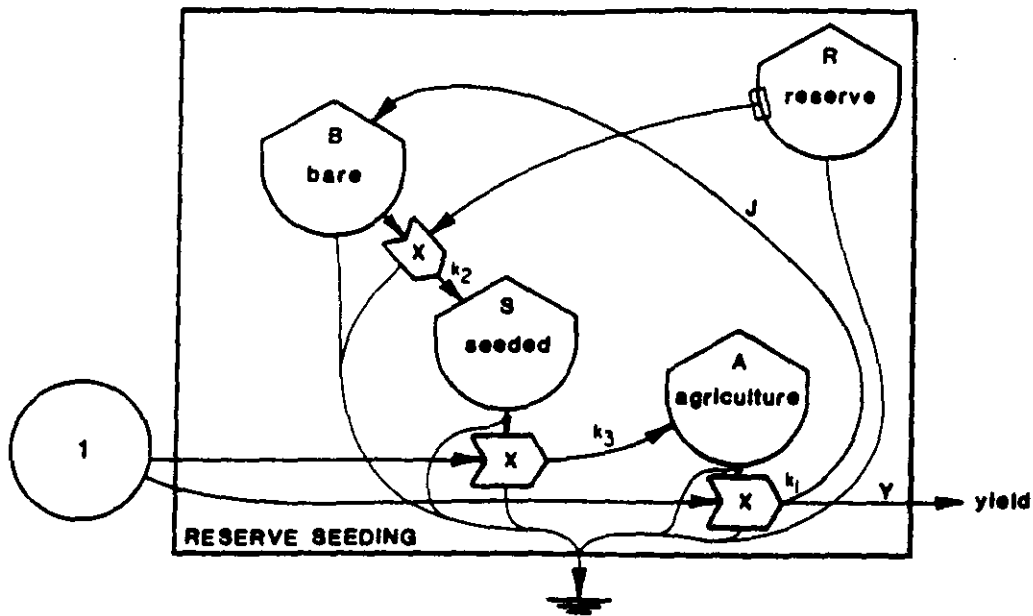 R
reserve
B
bare
J
X
k2
S
seeded
A
agriculture
1
k3
X
k1
X
Y
yield
RESERVE SEEDING